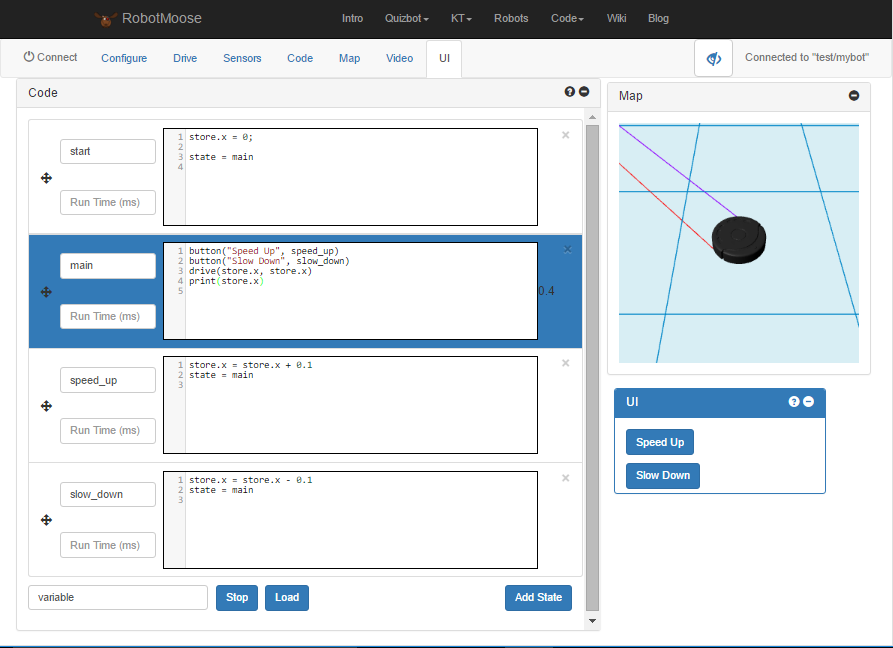 RobotMoose Intro Quizbot KT Robots Code Wiki Blog
Connect Configure Drive Sensors Code Map Video UI Connected to "test/mybot"
Code
start
Run Time (ms)
1 store.x = 0;
2
3 state = main
4
×
main
Run Time (ms)
1 button("Speed Up", speed_up)
2 button("Slow Down", slow_down)
3 drive(store.x, store.x)
4 print(store.x)
5
×
0.4
speed_up
Run Time (ms)
1 store.x = store.x + 0.1
2 state = main
3
×
slow_down
Run Time (ms)
1 store.x = store.x - 0.1
2 state = main
3
×
variable Stop Load Add State
Map
UI
Speed Up
Slow Down